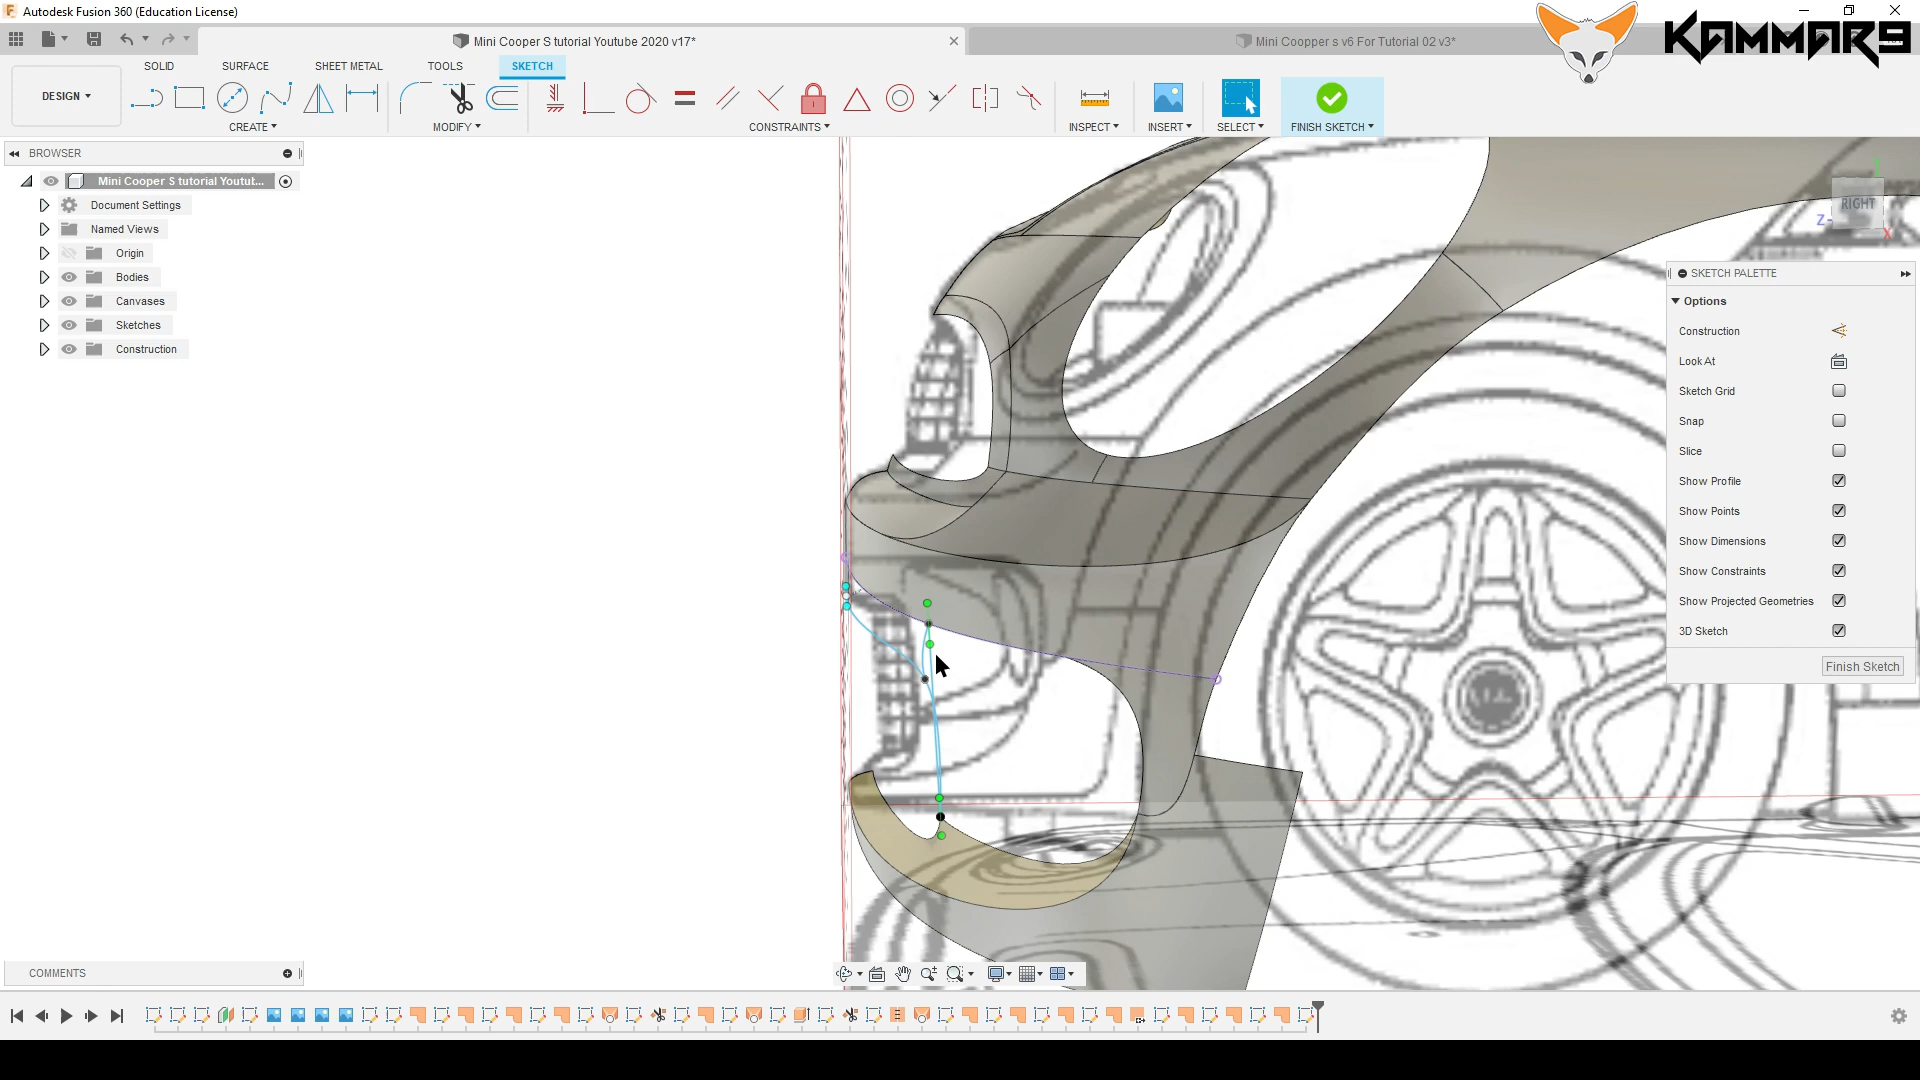 Autodesk Fusion 360 (Education License)
Mini Cooper S tutorial Youtube 2020 v17*
Mini Coopper s v6 For Tutorial 02 v3*
KAMMAR9
SOLID
SURFACE
SHEET METAL
TOOLS
SKETCH
DESIGN
CREATE
MODIFY
CONSTRAINTS
INSPECT
INSERT
SELECT
FINISH SKETCH
BROWSER
Mini Cooper S tutorial Youtut...
Document Settings
Named Views
Origin
Bodies
Canvases
Sketches
Construction
RIGHT
Y
Z
X
SKETCH PALETTE
Options
Construction
Look At
Sketch Grid
Snap
Slice
Show Profile
Show Points
Show Dimensions
Show Constraints
Show Projected Geometries
3D Sketch
Finish Sketch
COMMENTS